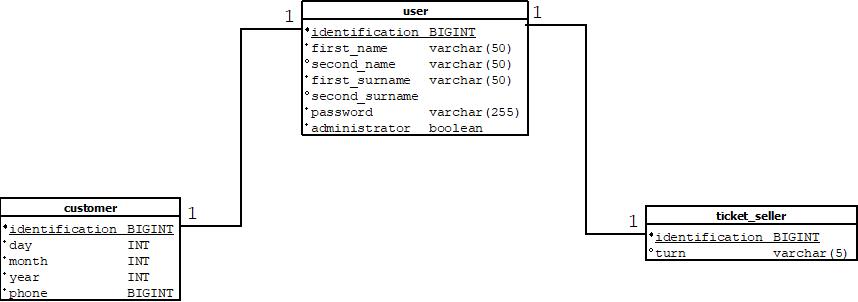 1
user
1
identification BIGINT
first_name varchar(50)
second_name varchar(50)
first_surname varchar(50)
second_surname
password varchar(255)
administrator boolean
customer
1
identification BIGINT
day INT
month INT
year INT
phone BIGINT
1
ticket_seller
identification BIGINT
turn varchar(5)